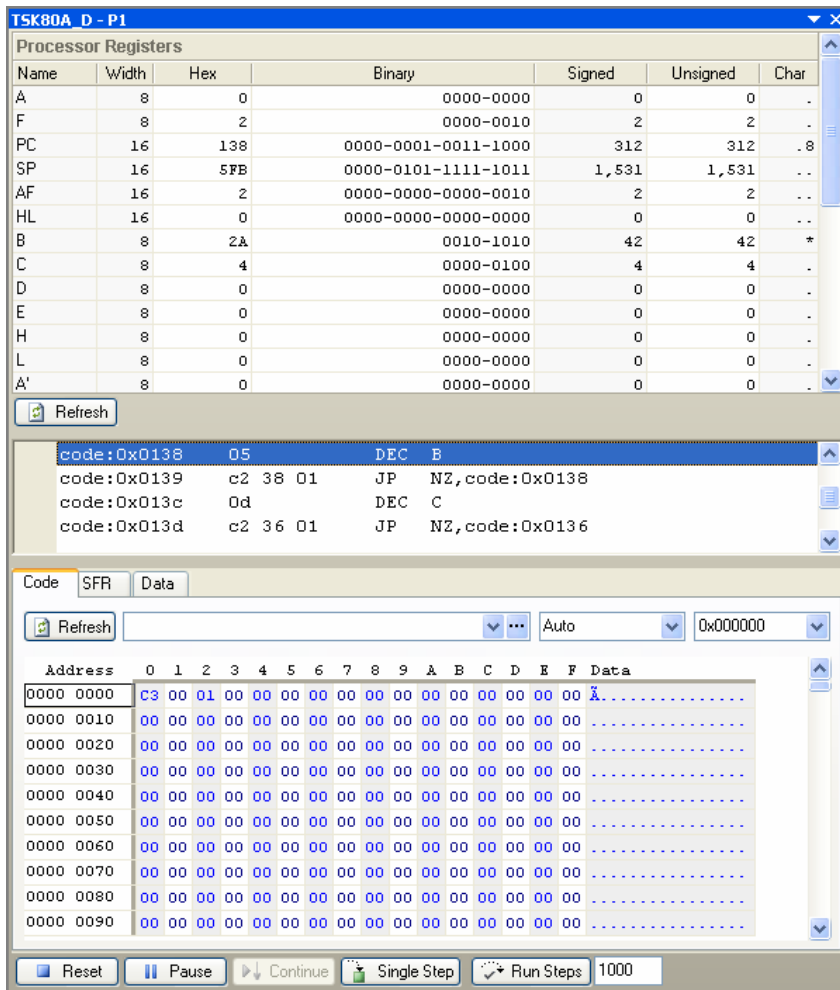 TSK80A_D - P1
Processor Registers
Name Width Hex Binary Signed Unsigned Char
A 8 0 0000-0000 0 0 .
F 8 2 0000-0010 2 2 .
PC 16 138 0000-0001-0011-1000 312 312 .8
SP 16 5FB 0000-0101-1111-1011 1,531 1,531 ..
AF 16 2 0000-0000-0000-0010 2 2 ..
HL 16 0 0000-0000-0000-0000 0 0 ..
B 8 2A 0010-1010 42 42 *
C 8 4 0000-0100 4 4 .
D 8 0 0000-0000 0 0 .
E 8 0 0000-0000 0 0 .
H 8 0 0000-0000 0 0 .
L 8 0 0000-0000 0 0 .
A' 8 0 0000-0000 0 0 .
Refresh
code:0x0138 05 DEC B
code:0x0139 c2 38 01 JP NZ,code:0x0138
code:0x013c 0d DEC C
code:0x013d c2 36 01 JP NZ,code:0x0136
Code SFR Data
Refresh ... Auto 0x000000
Address 0 1 2 3 4 5 6 7 8 9 A B C D E F Data
0000 0000 C3 00 01 00 00 00 00 00 00 00 00 00 00 00 00 00 Ã...............
0000 0010 00 00 00 00 00 00 00 00 00 00 00 00 00 00 00 00 ................
0000 0020 00 00 00 00 00 00 00 00 00 00 00 00 00 00 00 00 ................
0000 0030 00 00 00 00 00 00 00 00 00 00 00 00 00 00 00 00 ................
0000 0040 00 00 00 00 00 00 00 00 00 00 00 00 00 00 00 00 ................
0000 0050 00 00 00 00 00 00 00 00 00 00 00 00 00 00 00 00 ................
0000 0060 00 00 00 00 00 00 00 00 00 00 00 00 00 00 00 00 ................
0000 0070 00 00 00 00 00 00 00 00 00 00 00 00 00 00 00 00 ................
0000 0080 00 00 00 00 00 00 00 00 00 00 00 00 00 00 00 00 ................
0000 0090 00 00 00 00 00 00 00 00 00 00 00 00 00 00 00 00 ................
Reset Pause Continue Single Step Run Steps 1000